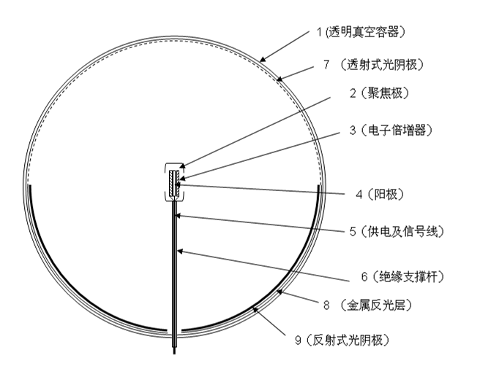 1 (透明真空容器)
7 （透射式光阴极）
2（聚焦极）
3（电子倍增器）
4（阳极）
5（供电及信号线）
6（绝缘支撑杆）
8 （金属反光层）
9（反射式光阴极）